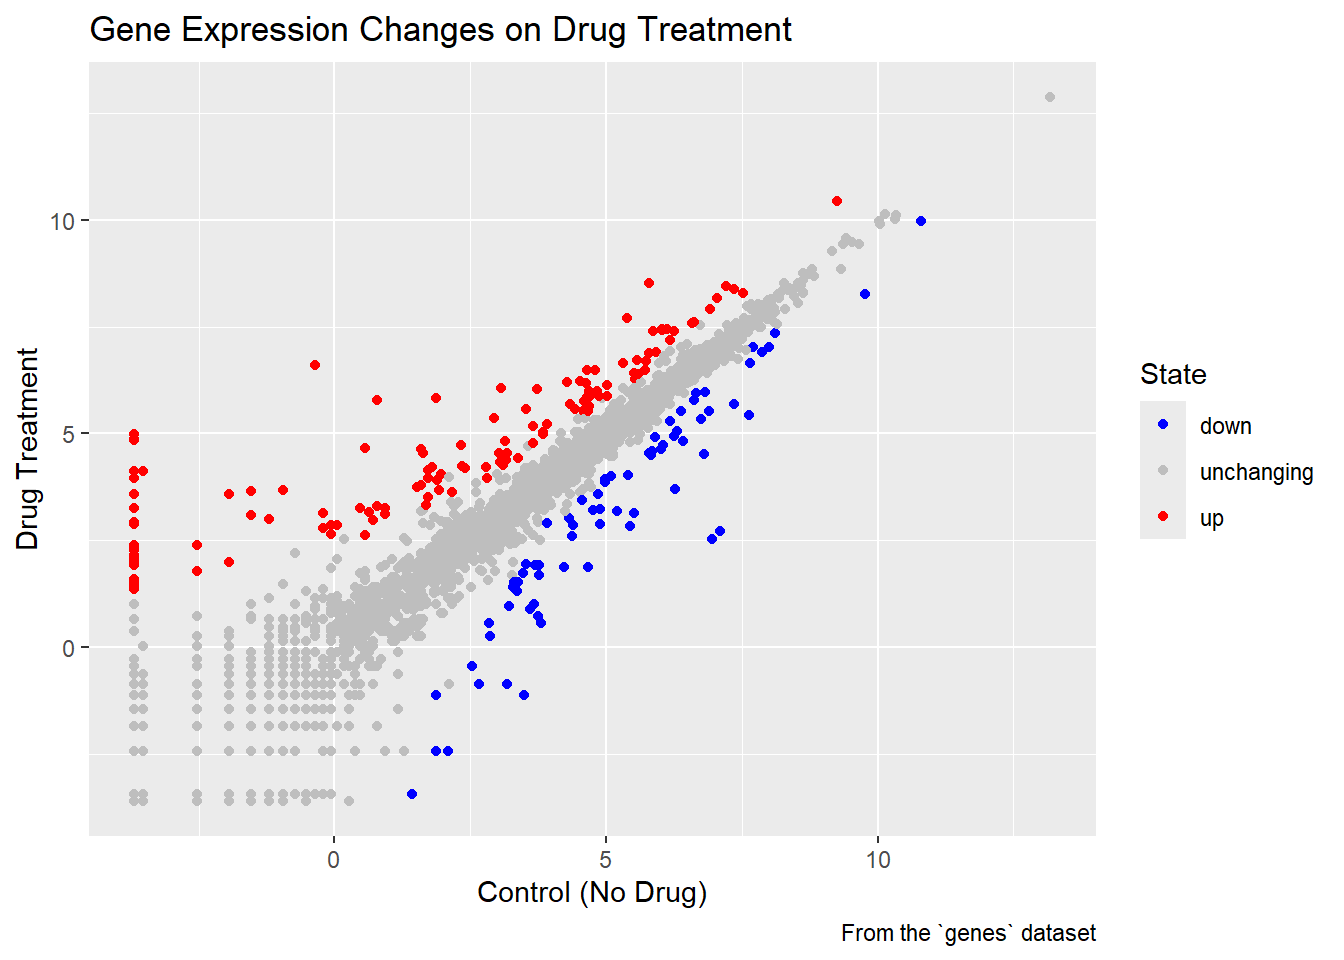 Gene Expression Changes on Drug Treatment
Drug Treatment
10
5
0
0
5
10
Control (No Drug)
State
down
unchanging
up
From the `genes` dataset